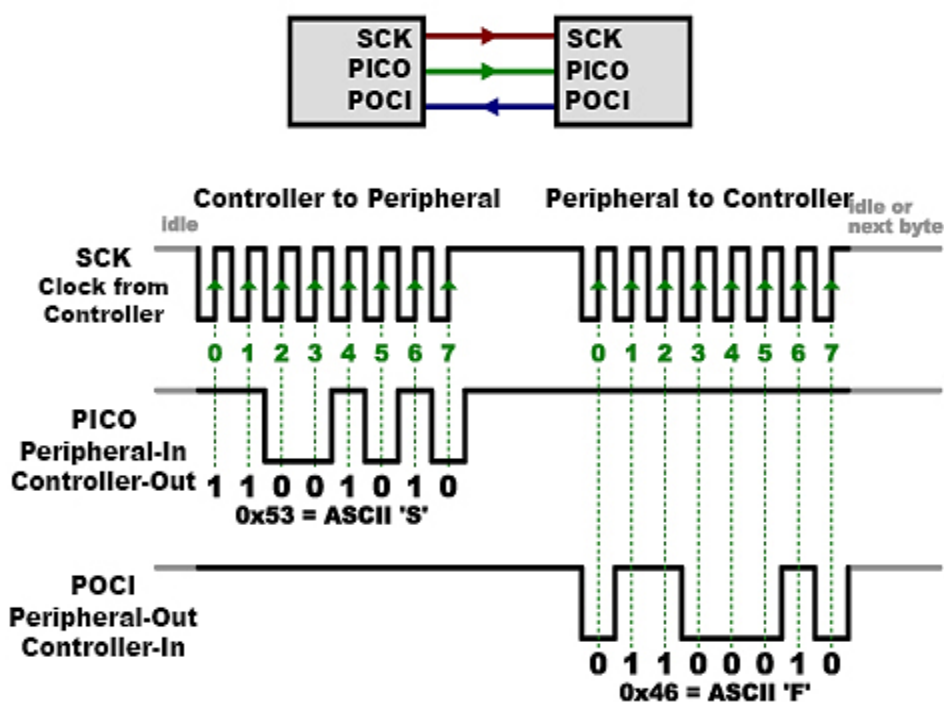 SCK SCK
PICO PICO
POCI POCI
Controller to Peripheral Peripheral to Controller
idle
idle or
next byte
SCK
Clock from
Controller
0 1 2 3 4 5 6 7 0 1 2 3 4 5 6 7
PICO
Peripheral-In
Controller-Out
1 1 0 0 1 0 1 0
0x53 = ASCII 'S'
POCI
Peripheral-Out
Controller-In
0 1 1 0 0 0 1 0
0x46 = ASCII 'F'